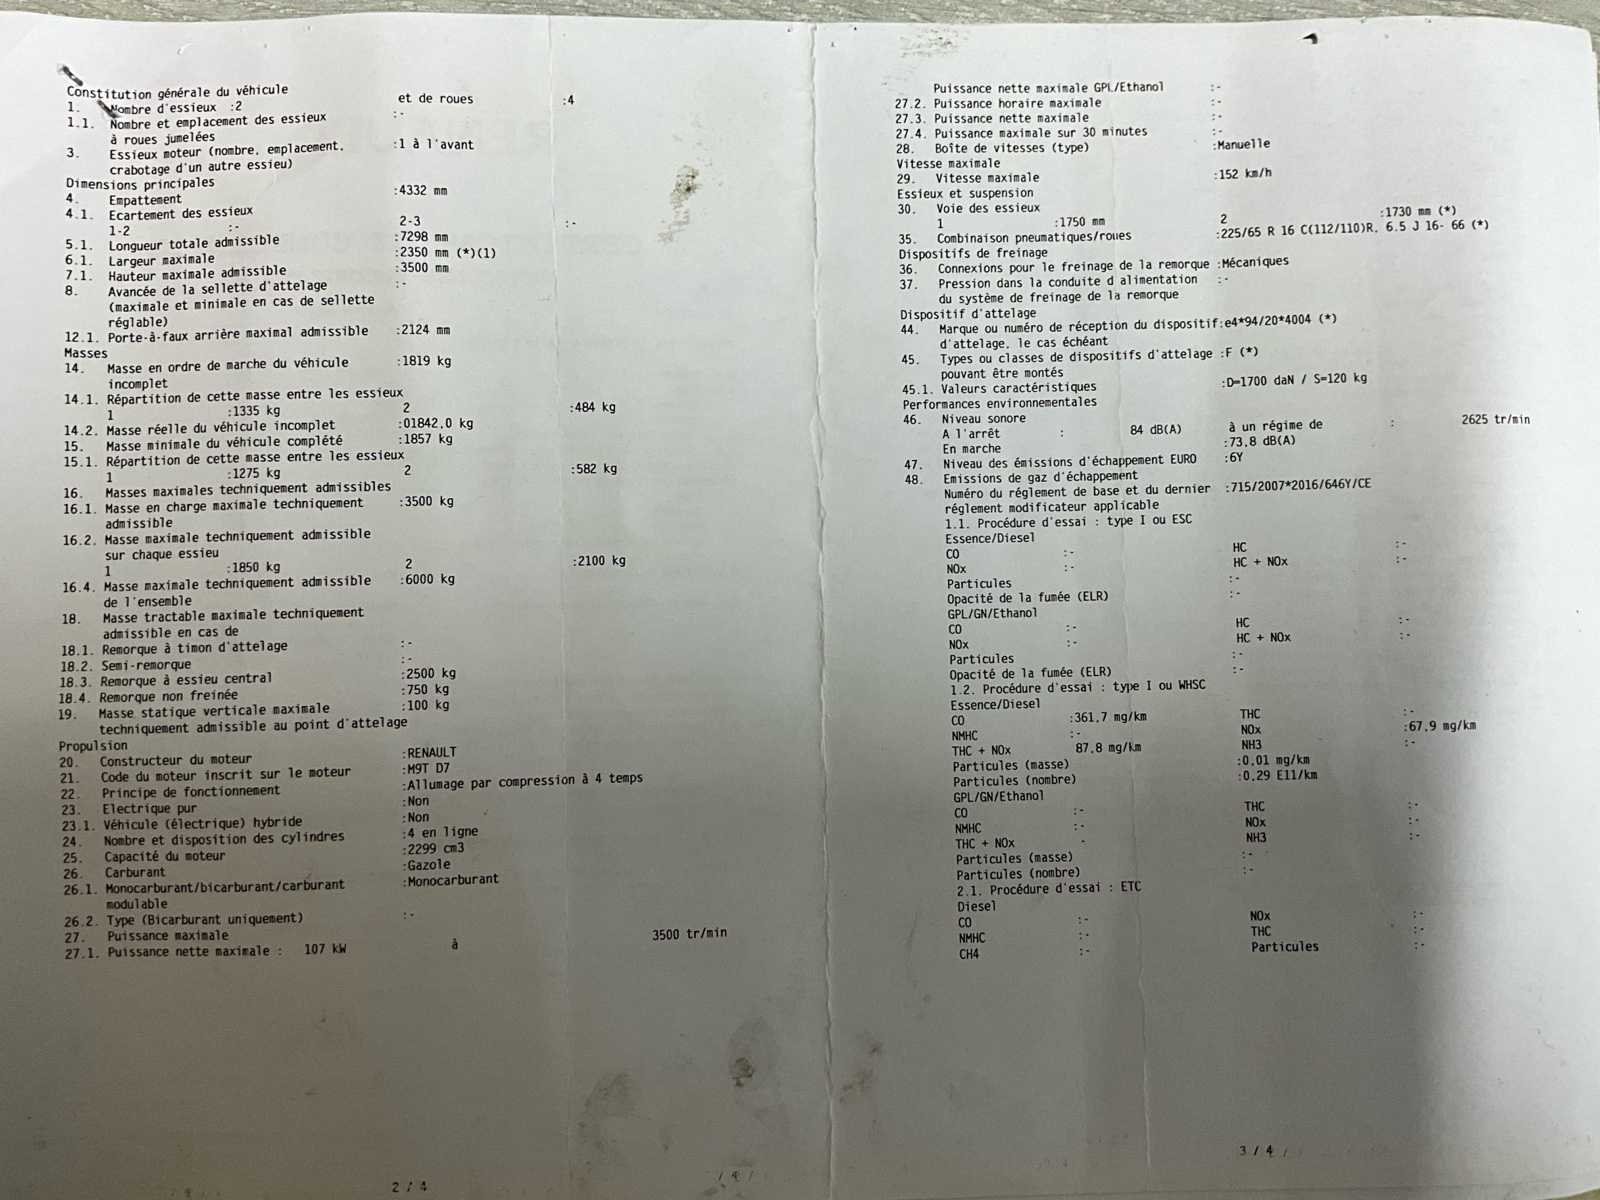 Constitution générale du véhicule
1. Nombre d'essieux :2 et de roues :4
1.1. Nombre et emplacement des essieux :-
à roues jumelées
3. Essieux moteur (nombre, emplacement, :1 à l'avant
crabotage d'un autre essieu)
Dimensions principales
4. Empattement :4332 mm
4.1. Ecartement des essieux
1-2 :- 2-3 :-
5.1. Longueur totale admissible :7298 mm
6.1. Largeur maximale :2350 mm (*)(1)
7.1. Hauteur maximale admissible :3500 mm
8. Avancée de la sellette d'attelage :-
(maximale et minimale en cas de sellette
réglable)
12.1. Porte-à-faux arrière maximal admissible :2124 mm
Masses
14. Masse en ordre de marche du véhicule :1819 kg
incomplet
14.1. Répartition de cette masse entre les essieux
1 :1335 kg 2 :484 kg
14.2. Masse réelle du véhicule incomplet :01842,0 kg
15. Masse minimale du véhicule complété :1857 kg
15.1. Répartition de cette masse entre les essieux
1 :1275 kg 2 :582 kg
16. Masses maximales techniquement admissibles
16.1. Masse en charge maximale techniquement :3500 kg
admissible
16.2. Masse maximale techniquement admissible
sur chaque essieu
1 :1850 kg 2 :2100 kg
16.4. Masse maximale techniquement admissible :6000 kg
de l'ensemble
18. Masse tractable maximale techniquement
admissible en cas de
18.1. Remorque à timon d'attelage :-
18.2. Semi-remorque :-
18.3. Remorque à essieu central :2500 kg
18.4. Remorque non freinée :750 kg
19. Masse statique verticale maximale :100 kg
techniquement admissible au point d'attelage
Propulsion
20. Constructeur du moteur :RENAULT
21. Code du moteur inscrit sur le moteur :M9T D7
22. Principe de fonctionnement :Allumage par compression à 4 temps
23. Electrique pur :Non
23.1. Véhicule (électrique) hybride :Non
24. Nombre et disposition des cylindres :4 en ligne
25. Capacité du moteur :2299 cm3
26. Carburant :Gazole
26.1. Monocarburant/bicarburant/carburant :Monocarburant
modulable
26.2. Type (Bicarburant uniquement) :-
27. Puissance maximale
27.1. Puissance nette maximale : 107 kW à 3500 tr/min
2 / 4
Puissance nette maximale GPL/Ethanol :-
27.2. Puissance horaire maximale :-
27.3. Puissance nette maximale :-
27.4. Puissance maximale sur 30 minutes :-
28. Boîte de vitesses (type) :Manuelle
Vitesse maximale
29. Vitesse maximale :152 km/h
Essieux et suspension
30. Voie des essieux
1 :1750 mm 2 :1730 mm (*)
35. Combinaison pneumatiques/roues :225/65 R 16 C(112/110)R, 6.5 J 16- 66 (*)
Dispositifs de freinage
36. Connexions pour le freinage de la remorque :Mécaniques
37. Pression dans la conduite d alimentation :-
du système de freinage de la remorque
Dispositif d'attelage
44. Marque ou numéro de réception du dispositif:e4*94/20*4004 (*)
d'attelage, le cas échéant
45. Types ou classes de dispositifs d'attelage :F (*)
pouvant être montés
45.1. Valeurs caractéristiques :D=1700 daN / S=120 kg
Performances environnementales
46. Niveau sonore
A l'arrêt : 84 dB(A) à un régime de : 2625 tr/min
En marche :73,8 dB(A)
47. Niveau des émissions d'échappement EURO :6Y
48. Emissions de gaz d'échappement
Numéro du réglement de base et du dernier :715/2007*2016/646Y/CE
réglement modificateur applicable
1.1. Procédure d'essai : type I ou ESC
Essence/Diesel
CO :- HC :-
NOx :- HC + NOx :-
Particules :-
Opacité de la fumée (ELR) :-
GPL/GN/Ethanol
CO :- HC :-
NOx :- HC + NOx :-
Particules :-
Opacité de la fumée (ELR) :-
1.2. Procédure d'essai : type I ou WHSC
Essence/Diesel
CO :361,7 mg/km THC :-
NMHC :- NOx :67,9 mg/km
THC + NOx 87,8 mg/km NH3 :-
Particules (masse) :0,01 mg/km
Particules (nombre) :0,29 E11/km
GPL/GN/Ethanol
CO :- THC :-
NMHC :- NOx :-
THC + NOx - NH3 :-
Particules (masse) :-
Particules (nombre) :-
2.1. Procédure d'essai : ETC
Diesel
CO :- NOx :-
NMHC :- THC :-
CH4 :- Particules :-
3 / 4